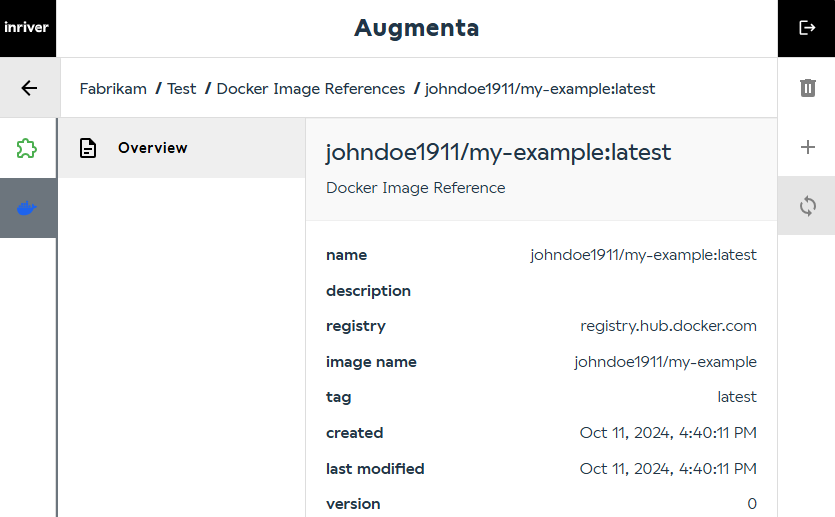 inriver
Augmenta
Fabrikam / Test / Docker Image References / johndoe1911/my-example:latest
Overview
johndoe1911/my-example:latest
Docker Image Reference
name johndoe1911/my-example:latest
description
registry registry.hub.docker.com
image name johndoe1911/my-example
tag latest
created Oct 11, 2024, 4:40:11 PM
last modified Oct 11, 2024, 4:40:11 PM
version 0